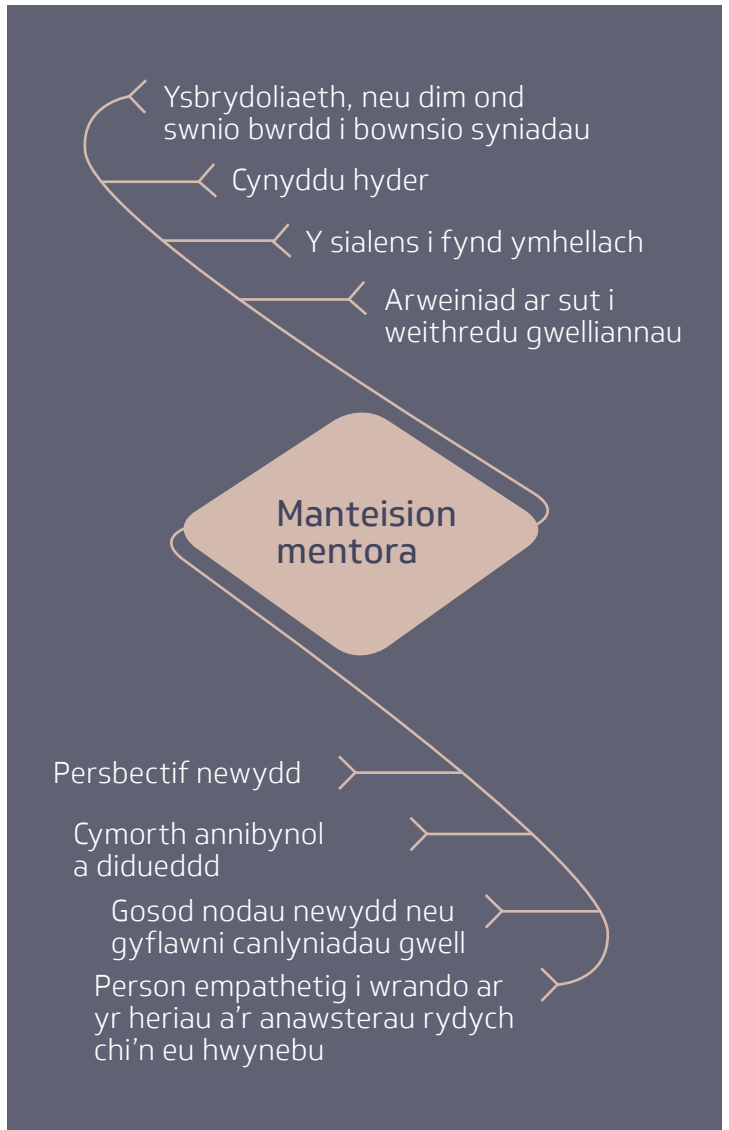 Ysbrydoliaeth, neu dim ond
swnio bwrdd i bownsio syniadau
Cynyddu hyder
Y sialens i fynd ymhellach
Arweiniad ar sut i
weithredu gwelliannau
Manteision
mentora
Persbectif newydd
Cymorth annibynol
a didueddd
Gosod nodau newydd neu
gyflawni canlyniadau gwell
Person empathetig i wrando ar
yr heriau a’r anawsterau rydych
chi’n eu hwynebu